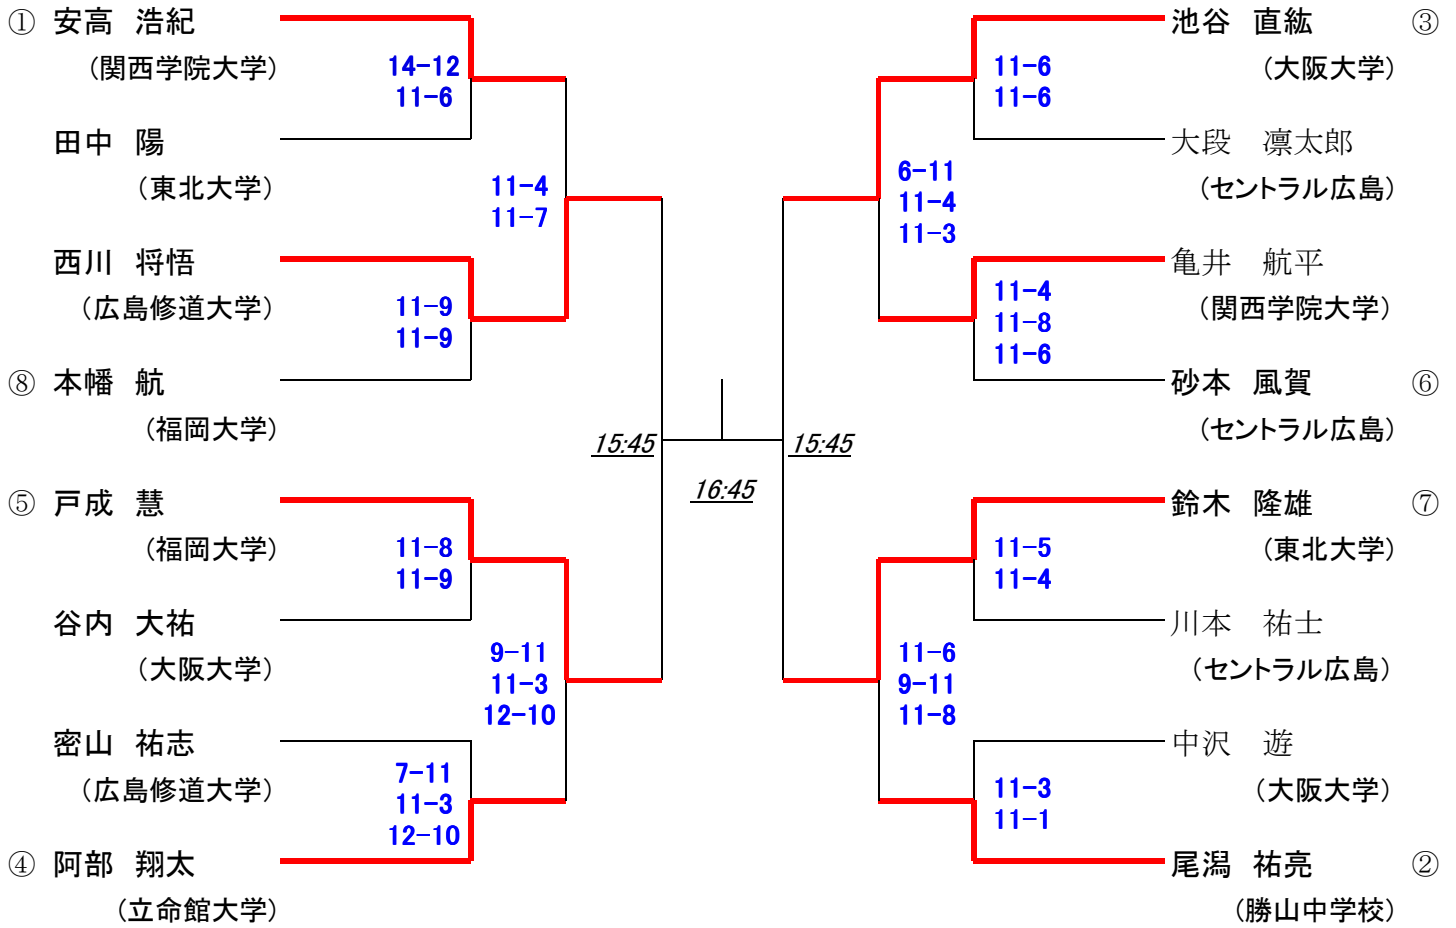 ① 安高 浩紀
(関西学院大学)
14-12
11-6
田中 陽
(東北大学)
11-4
11-7
西川 将悟
(広島修道大学)
11-9
11-9
⑧ 本幡 航
(福岡大学)
15:45
⑤ 戸成 慧
(福岡大学)
11-8
11-9
谷内 大祐
(大阪大学)
9-11
11-3
12-10
密山 祐志
(広島修道大学)
7-11
11-3
12-10
④ 阿部 翔太
(立命館大学)
16:45
池谷 直紘 ③
(大阪大学)
11-6
11-6
大段 凛太郎
(セントラル広島)
6-11
11-4
11-3
亀井 航平
(関西学院大学)
11-4
11-8
11-6
砂本 風賀 ⑥
(セントラル広島)
15:45
鈴木 隆雄 ⑦
(東北大学)
11-5
11-4
川本 祐士
(セントラル広島)
11-6
9-11
11-8
中沢 遊
(大阪大学)
11-3
11-1
尾潟 祐亮 ②
(勝山中学校)